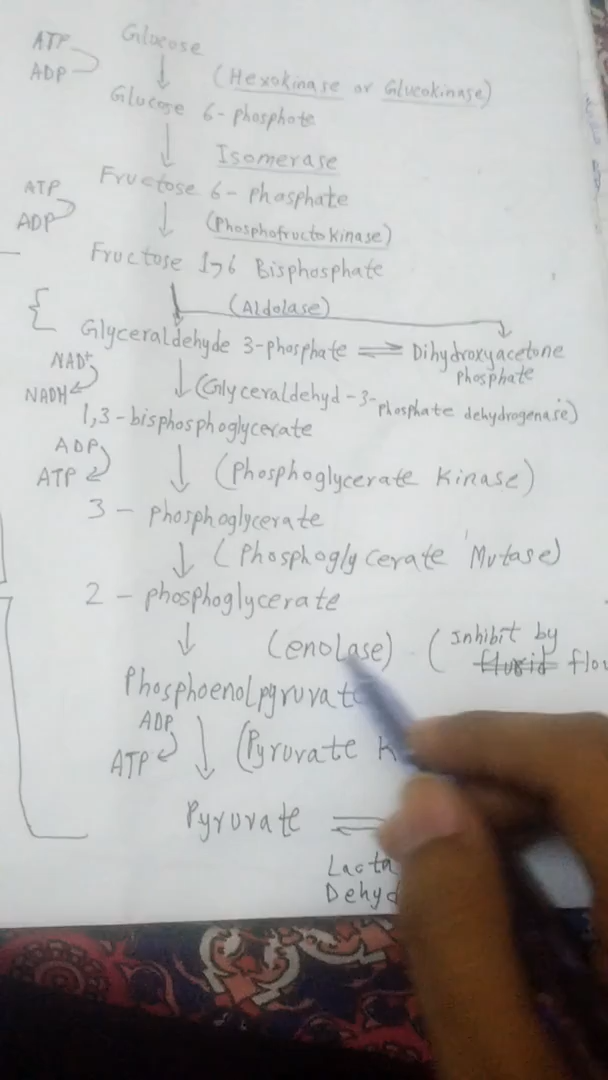 Glucose
ATP
ADP
(Hexokinase or Glucokinase)
Glucose 6-phosphate
Isomerase
Fructose 6-Phosphate
ATP
ADP
(Phosphofructokinase)
Fructose 1→6 Bisphosphate
(Aldolase)
Glyceraldehyde 3-phosphate ⇌ Dihydroxyacetone
phosphate
NAD+
NADH
(Glyceraldehyd-3-phosphate dehydrogenase)
1,3-bisphosphoglycerate
ADP
ATP
(Phosphoglycerate Kinase)
3-phosphoglycerate
(Phosphoglycerate Mutase)
2-phosphoglycerate
(enolase) (Inhibit by
Phosphoenolpyruvate
ADP
ATP
(Pyruvate K
Pyruvate ⇌
Lacta
Dehyd